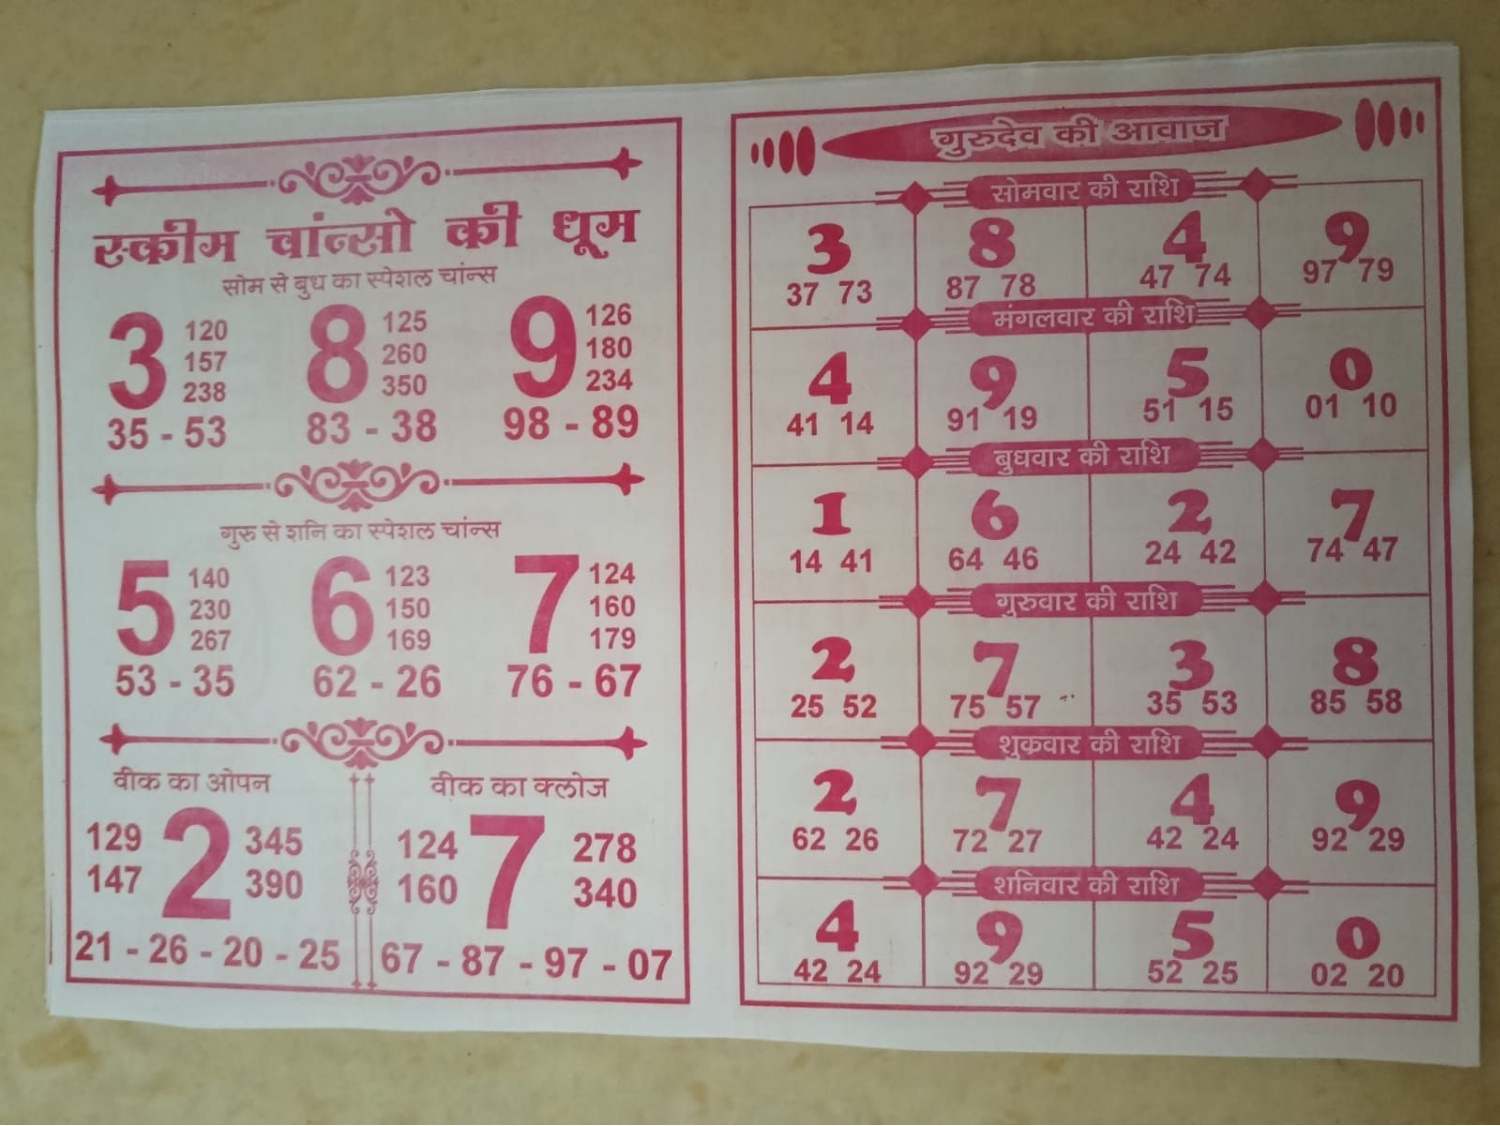 स्कीम चांन्सो की धूम
सोम से बुध का स्पेशल चांन्स
3 120 157 238
35 - 53
8 125 260 350
83 - 38
9 126 180 234
98 - 89
गुरु से शनि का स्पेशल चांन्स
5 140 230 267
53 - 35
6 123 150 169
62 - 26
7 124 160 179
76 - 67
वीक का ओपन
129 147 2 345 390
21 - 26 - 20 - 25
वीक का क्लोज
124 160 7 278 340
67 - 87 - 97 - 07
गुरुदेव की आवाज
सोमवार की राशि
3 8 4 9
37 73 87 78 47 74 97 79
मंगलवार की राशि
4 9 5 0
41 14 91 19 51 15 01 10
बुधवार की राशि
1 6 2 7
14 41 64 46 24 42 74 47
गुरुवार की राशि
2 7 3 8
25 52 75 57 35 53 85 58
शुक्रवार की राशि
2 7 4 9
62 26 72 27 42 24 92 29
शनिवार की राशि
4 9 5 0
42 24 92 29 52 25 02 20